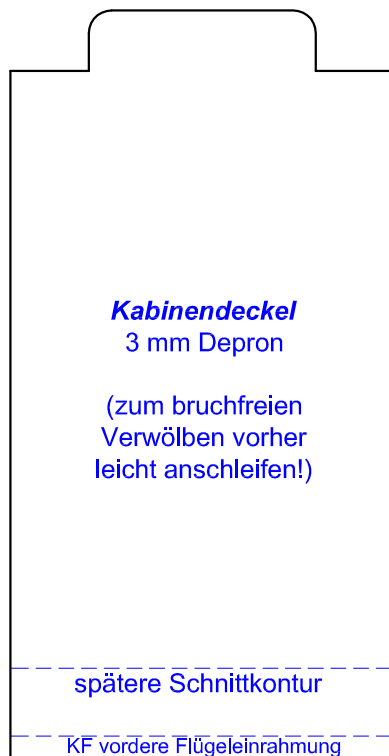 Kabinendeckel
3 mm Depron
(zum bruchfreien
Verwölben vorher
leicht anschleifen!)
spätere Schnittkontur
KF vordere Flügeleinrahmung